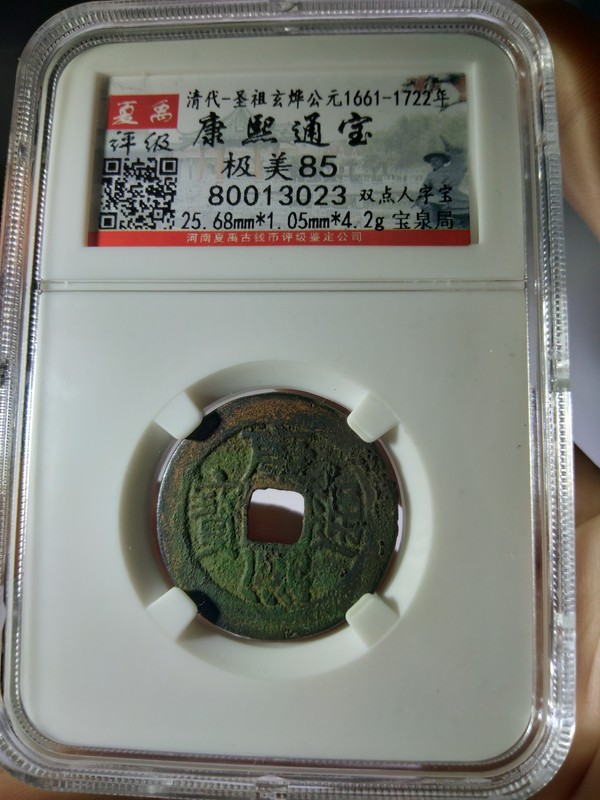 清代-圣祖玄烨公元1661-1722年
夏禹
评级
康熙通宝
极美85
80013023 双点人字宝
25.68mm*1.05mm*4.2g 宝泉局
河南夏禹古钱币评级鉴定公司